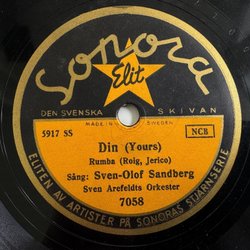 Sonora
Elit
DEN SVENSKA SKIVAN
MADE IN SWEDEN
5917 SS
NCB
Din (Yours)
Rumba (Roig, Jerico)
Sång: Sven-Olof Sandberg
Sven Arefeldts Orkester
7058
ELITEN AV ARTISTER PÅ SONORAS STJÄRNSERIE